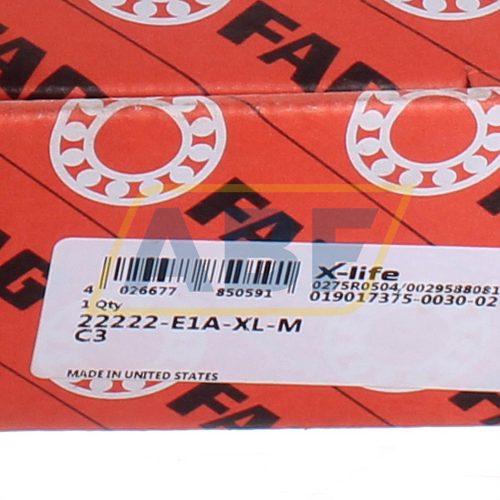 FAG
FAG
FAG
FAG
ABF
X-life
4 026677 850591
0275R0504/0029588081
019017375-0030-02
1 Qty
22222-E1A-XL-M
C3
MADE IN UNITED STATES